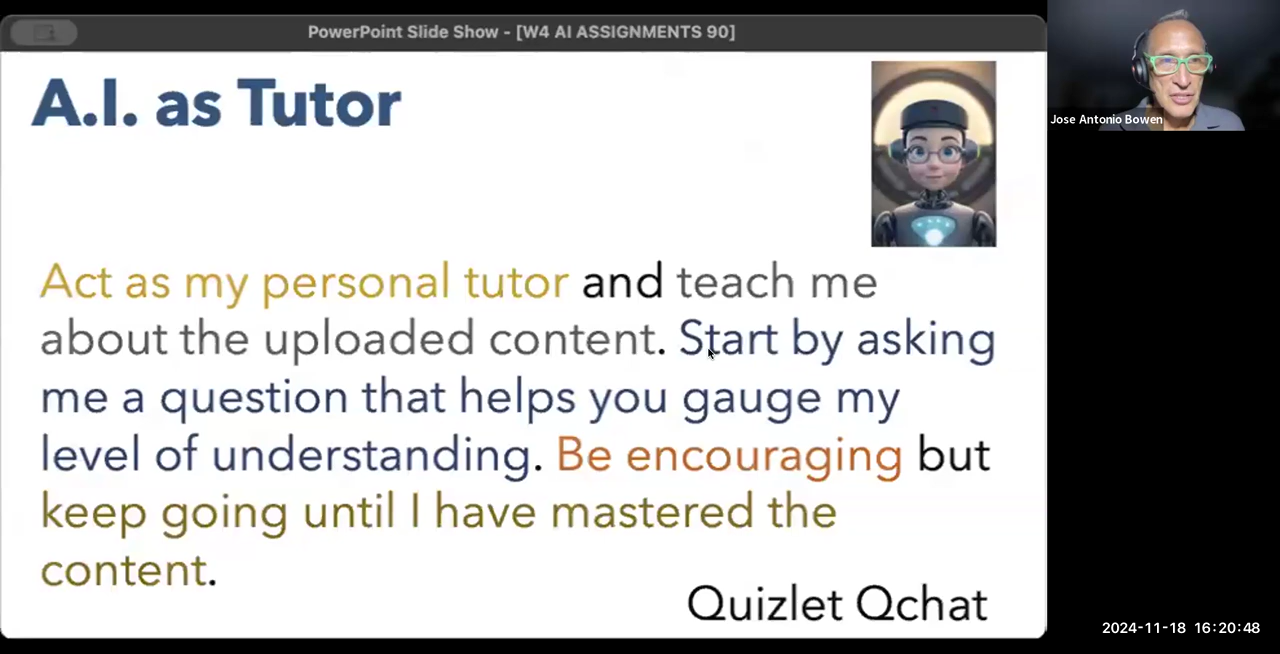 PowerPoint Slide Show - [W4 AI ASSIGNMENTS 90]
A.I. as Tutor
Jose Antonio Bowen
Act as my personal tutor and teach me
about the uploaded content. Start by asking
me a question that helps you gauge my
level of understanding. Be encouraging but
keep going until I have mastered the
content.
Quizlet Qchat
2024-11-18 16:20:48